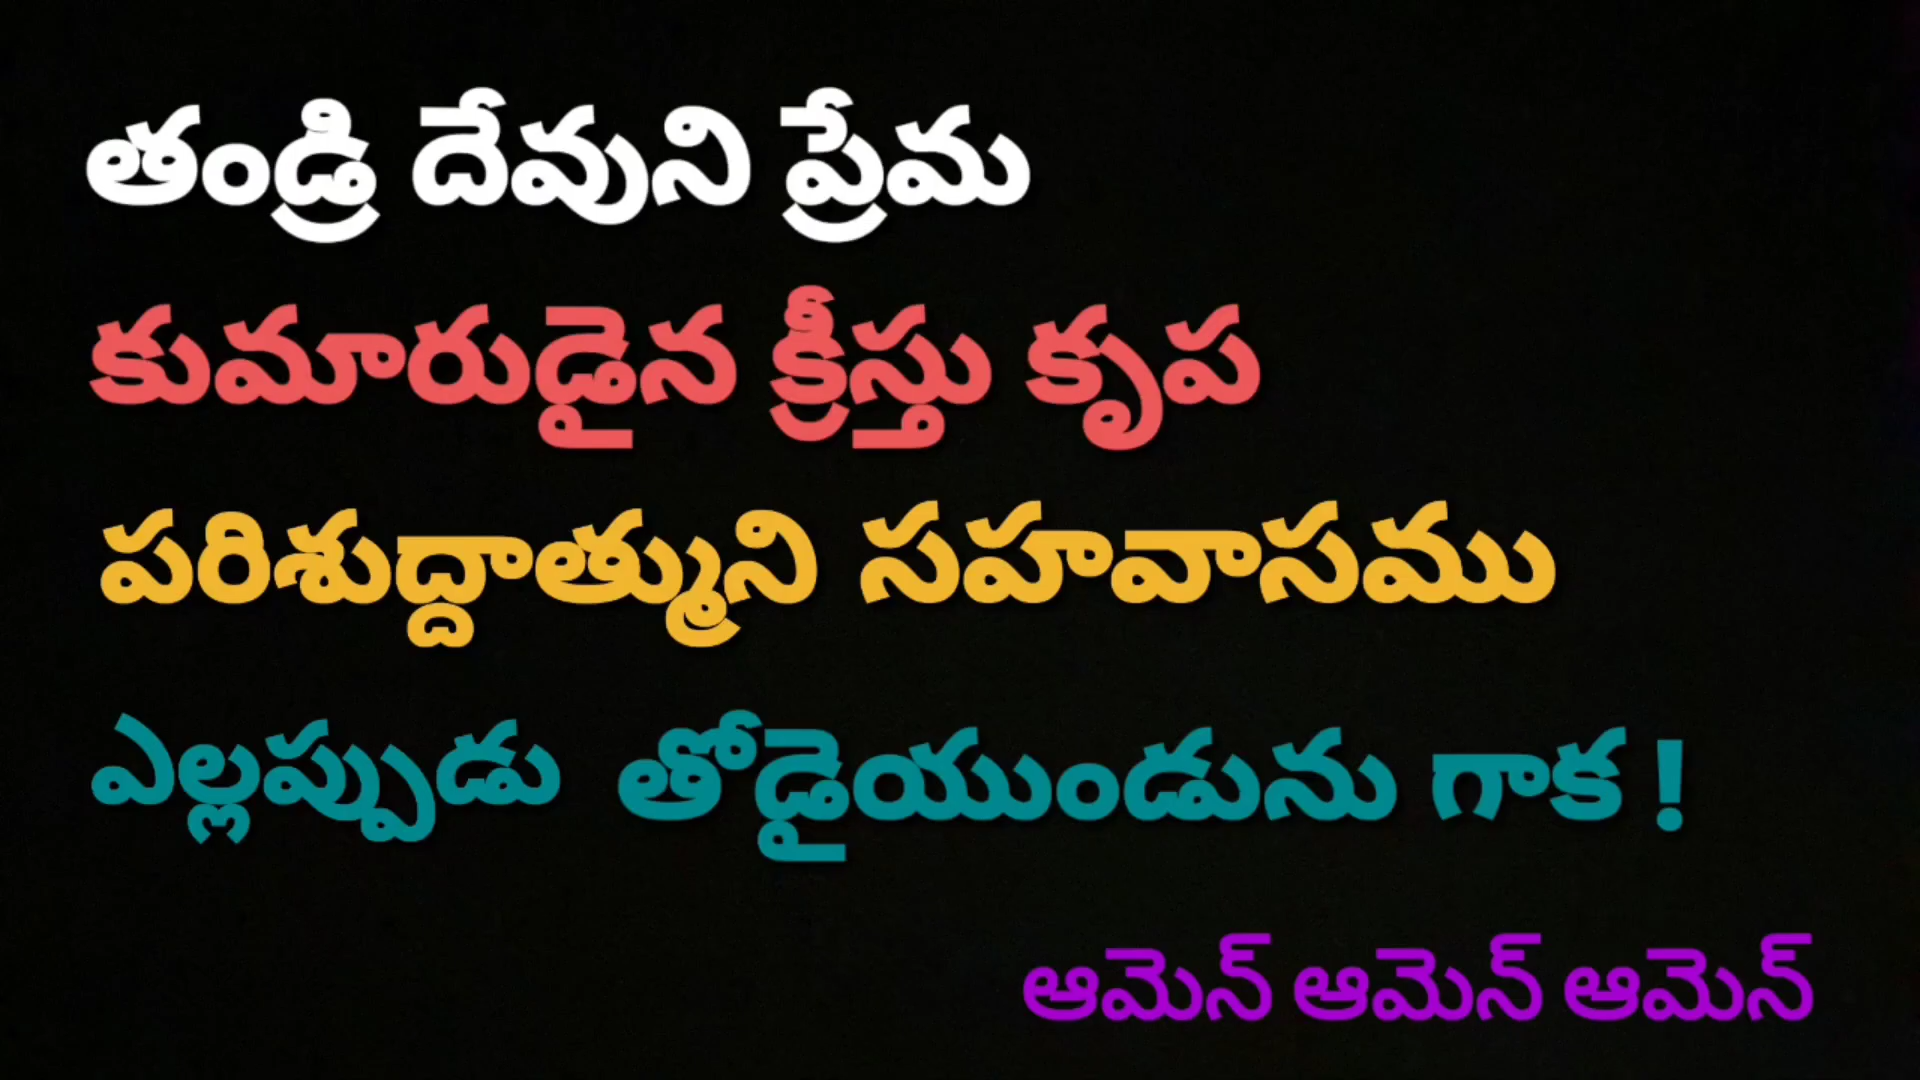 తండ్రి దేవుని ప్రేమ
కుమారుడైన క్రీస్తు కృప
పరిశుద్దాత్ముని సహవాసము
ఎల్లప్పుడు తోడైయుండును గాక !
ఆమెన్ ఆమెన్ ఆమెన్